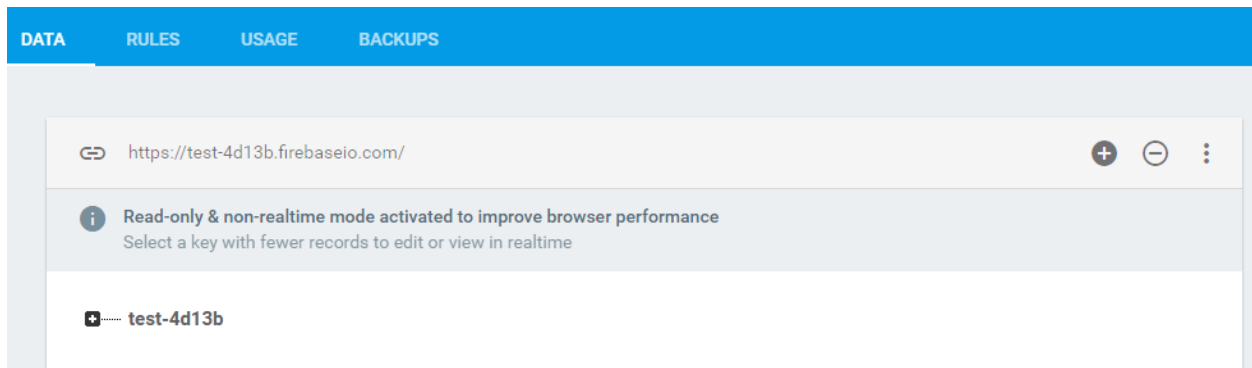 DATA RULES USAGE BACKUPS
https://test-4d13b.firebaseio.com/
Read-only & non-realtime mode activated to improve browser performance
Select a key with fewer records to edit or view in realtime
test-4d13b